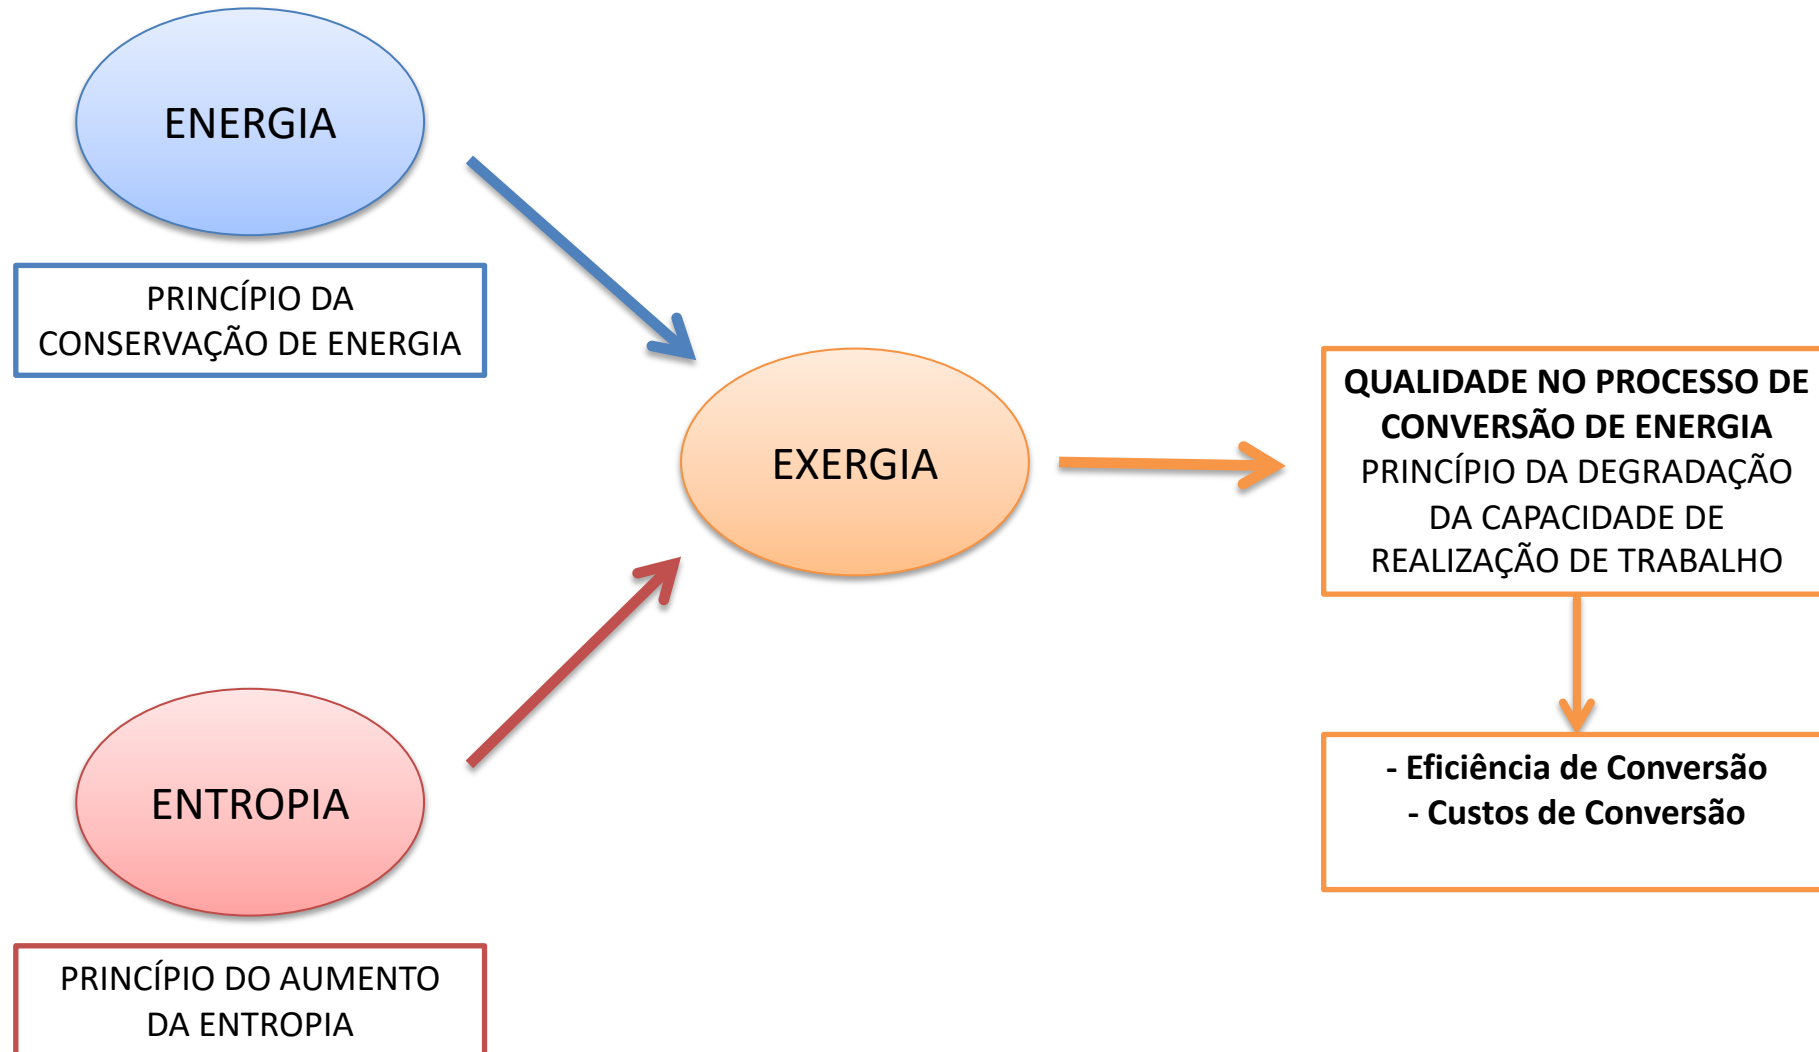 ENERGIA
PRINCÍPIO DA
CONSERVAÇÃO DE ENERGIA
EXERGIA
QUALIDADE NO PROCESSO DE
CONVERSÃO DE ENERGIA
PRINCÍPIO DA DEGRADAÇÃO
DA CAPACIDADE DE
REALIZAÇÃO DE TRABALHO
- Eficiência de Conversão
- Custos de Conversão
ENTROPIA
PRINCÍPIO DO AUMENTO
DA ENTROPIA